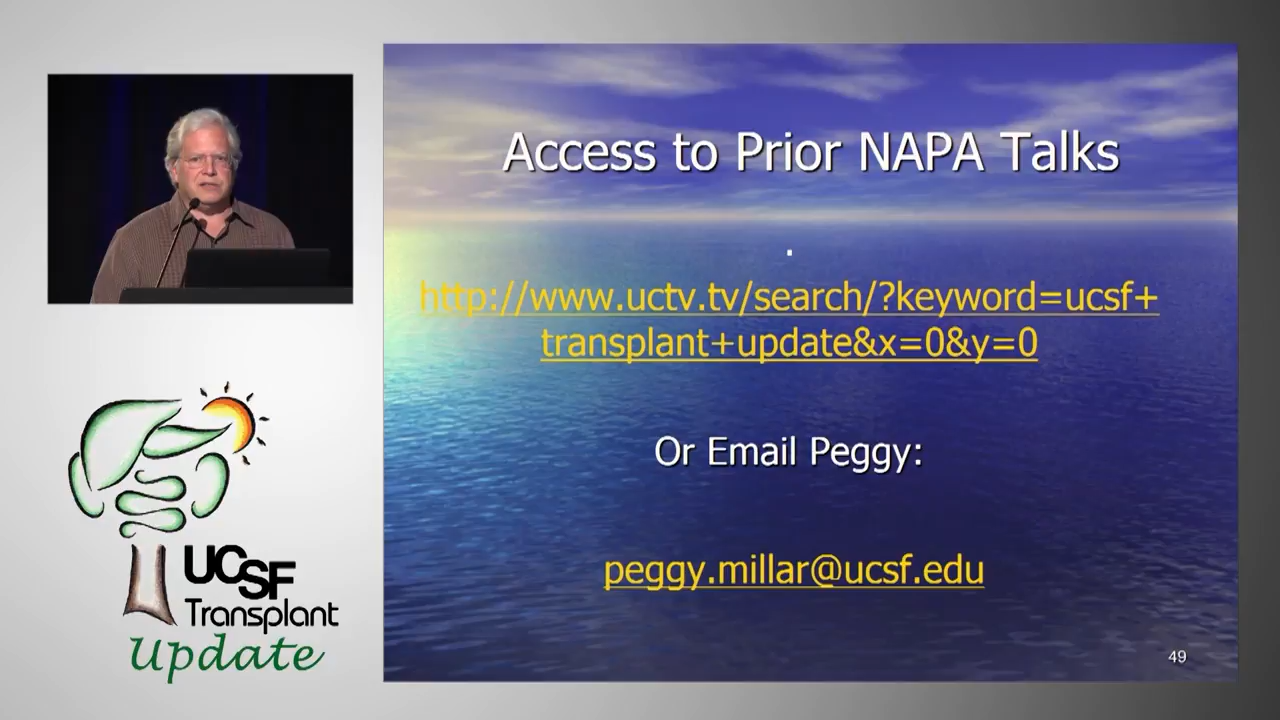 Access to Prior NAPA Talks
.
http://www.uctv.tv/search/?keyword=ucsf+
transplant+update&x=0&y=0
Or Email Peggy:
peggy.millar@ucsf.edu
49
UCSF
Transplant
Update